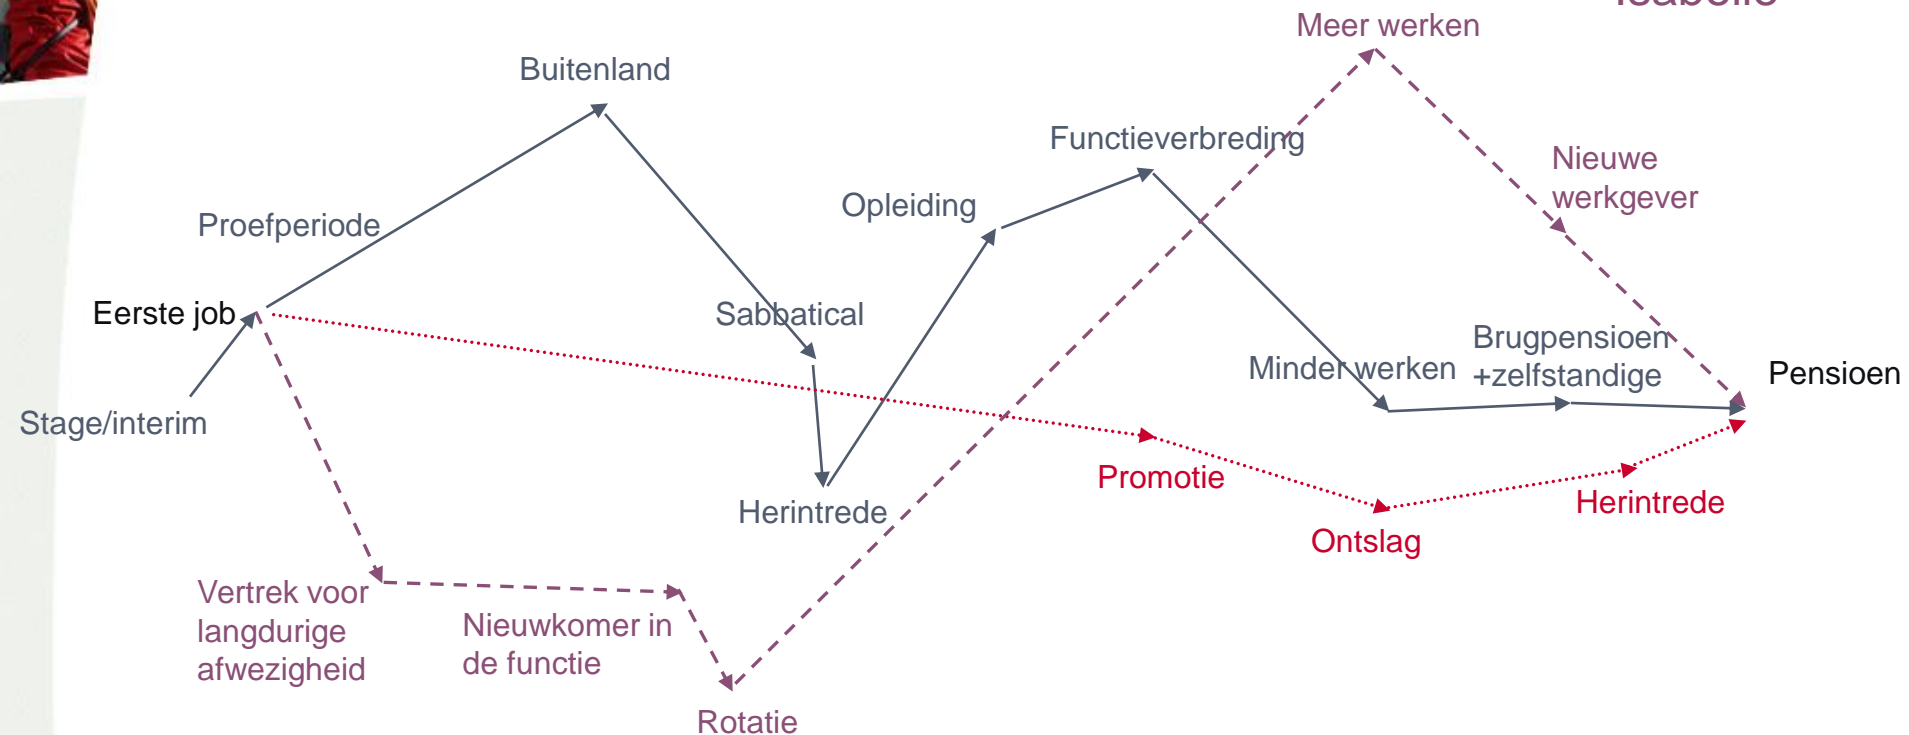 Meer werken
Buitenland
Functieverbreding
Nieuwe
werkgever
Opleiding
Proefperiode
Eerste job
Sabbatical
Brugpensioen
+zelfstandige
Minder werken
Pensioen
Stage/interim
Promotie
Herintrede
Herintrede
Ontslag
Vertrek voor
langdurige
afwezigheid
Nieuwkomer in
de functie
Rotatie